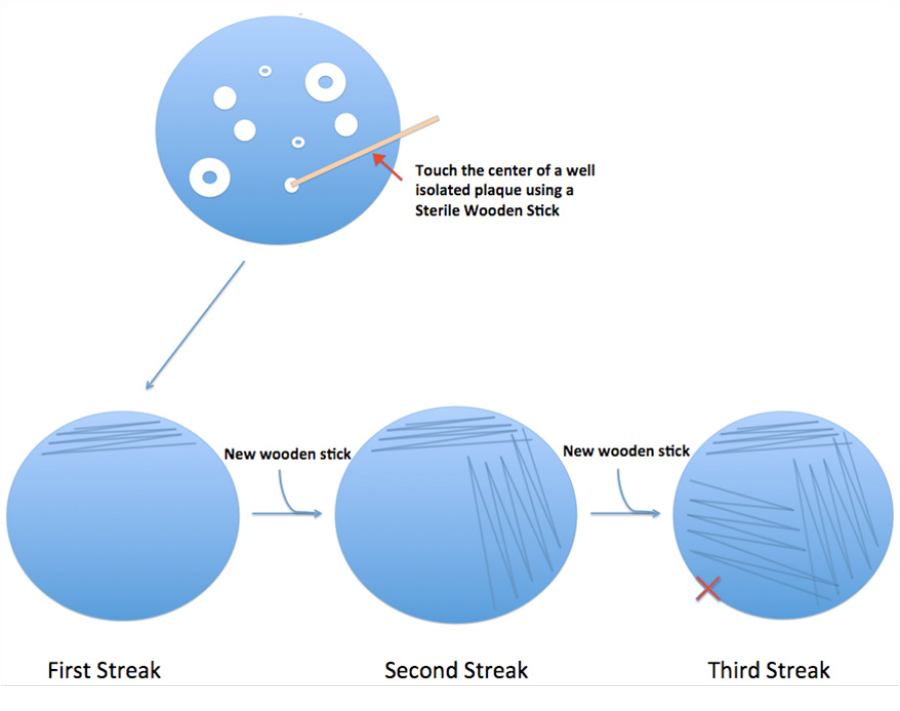 Touch the center of a well
isolated plaque using a
Sterile Wooden Stick
New wooden stick
New wooden stick
First Streak
Second Streak
Third Streak